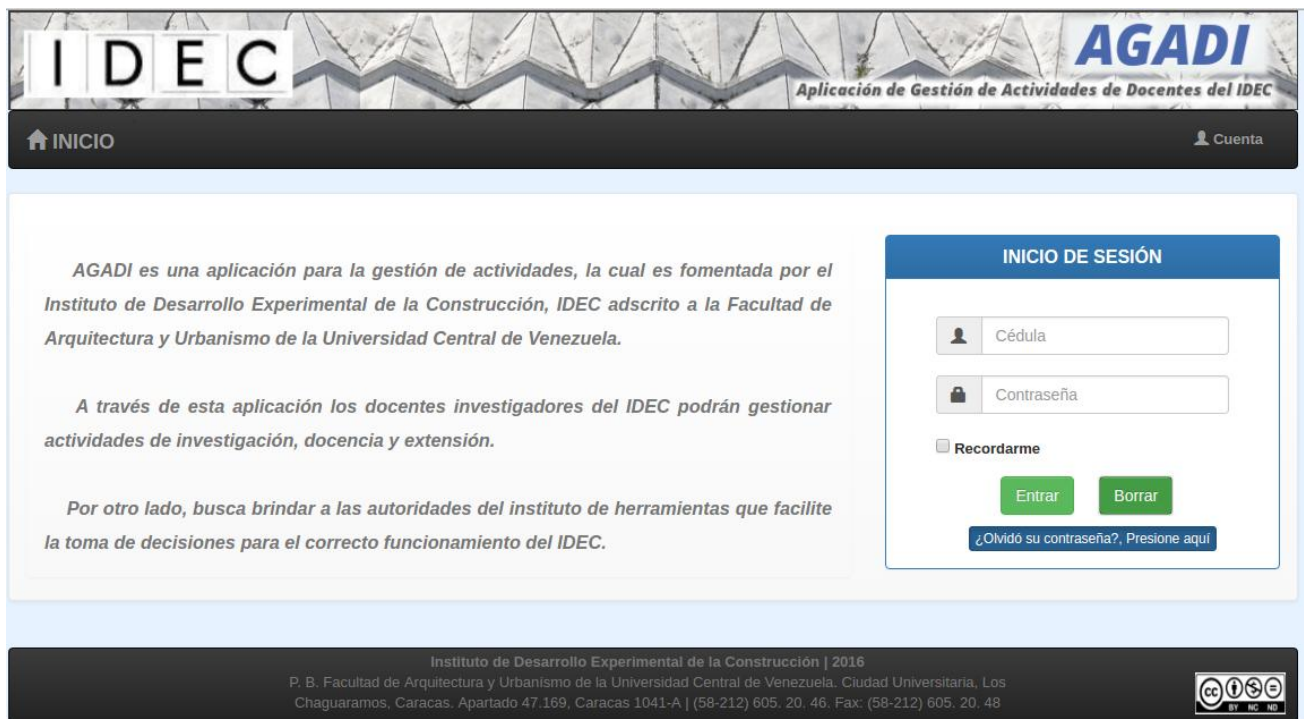 IDEC
AGADI
Aplicación de Gestión de Actividades de Docentes del IDEC
INICIO
Cuenta
AGADI es una aplicación para la gestión de actividades, la cual es fomentada por el
Instituto de Desarrollo Experimental de la Construcción, IDEC adscrito a la Facultad de
Arquitectura y Urbanismo de la Universidad Central de Venezuela.
A través de esta aplicación los docentes investigadores del IDEC podrán gestionar
actividades de investigación, docencia y extensión.
Por otro lado, busca brindar a las autoridades del instituto de herramientas que facilite
la toma de decisiones para el correcto funcionamiento del IDEC.
INICIO DE SESIÓN
Cédula
Contraseña
Recordarme
Entrar
Borrar
¿Olvidó su contraseña?, Presione aquí
Instituto de Desarrollo Experimental de la Construcción | 2016
P. B. Facultad de Arquitectura y Urbanismo de la Universidad Central de Venezuela. Ciudad Universitaria, Los
Chaguaramos, Caracas. Apartado 47.169, Caracas 1041-A | (58-212) 605. 20. 46. Fax: (58-212) 605. 20. 48
cc
BY NC ND